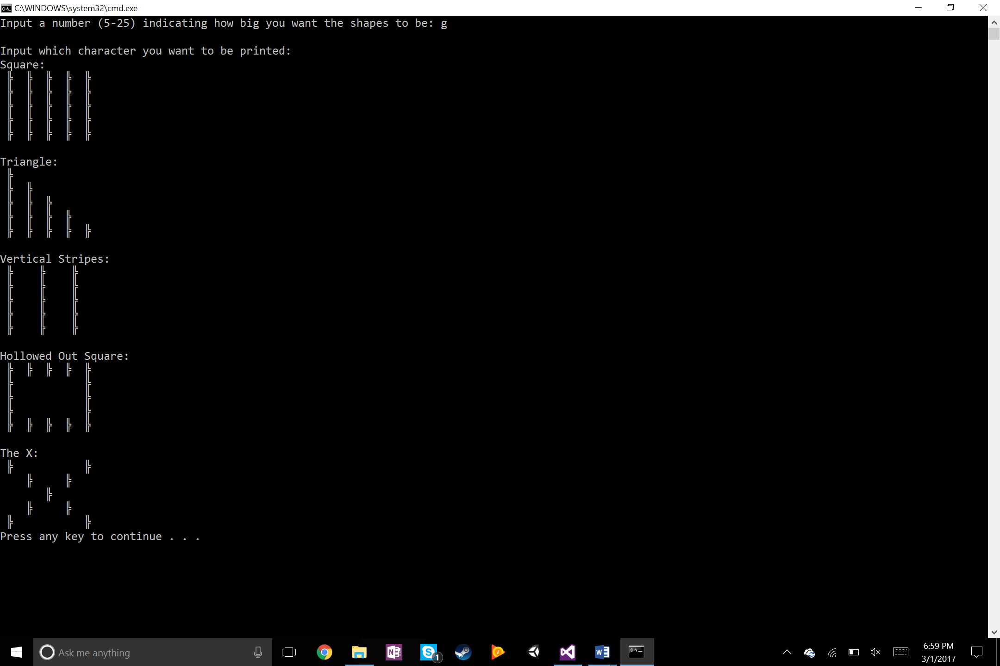 C:\WINDOWS\system32\cmd.exe
Input a number (5-25) indicating how big you want the shapes to be: g
Input which character you want to be printed:
Square:
 ╠  ╠  ╠  ╠  ╠
 ╠  ╠  ╠  ╠  ╠
 ╠  ╠  ╠  ╠  ╠
 ╠  ╠  ╠  ╠  ╠
 ╠  ╠  ╠  ╠  ╠
Triangle:
 ╠
 ╠  ╠
 ╠  ╠  ╠
 ╠  ╠  ╠  ╠
 ╠  ╠  ╠  ╠  ╠
Vertical Stripes:
 ╠    ╠    ╠
 ╠    ╠    ╠
 ╠    ╠    ╠
 ╠    ╠    ╠
 ╠    ╠    ╠
Hollowed Out Square:
 ╠  ╠  ╠  ╠  ╠
 ╠           ╠
 ╠           ╠
 ╠           ╠
 ╠  ╠  ╠  ╠  ╠
The X:
 ╠           ╠
    ╠     ╠
       ╠
    ╠     ╠
 ╠           ╠
Press any key to continue . . .
Ask me anything
1
6:59 PM
3/1/2017